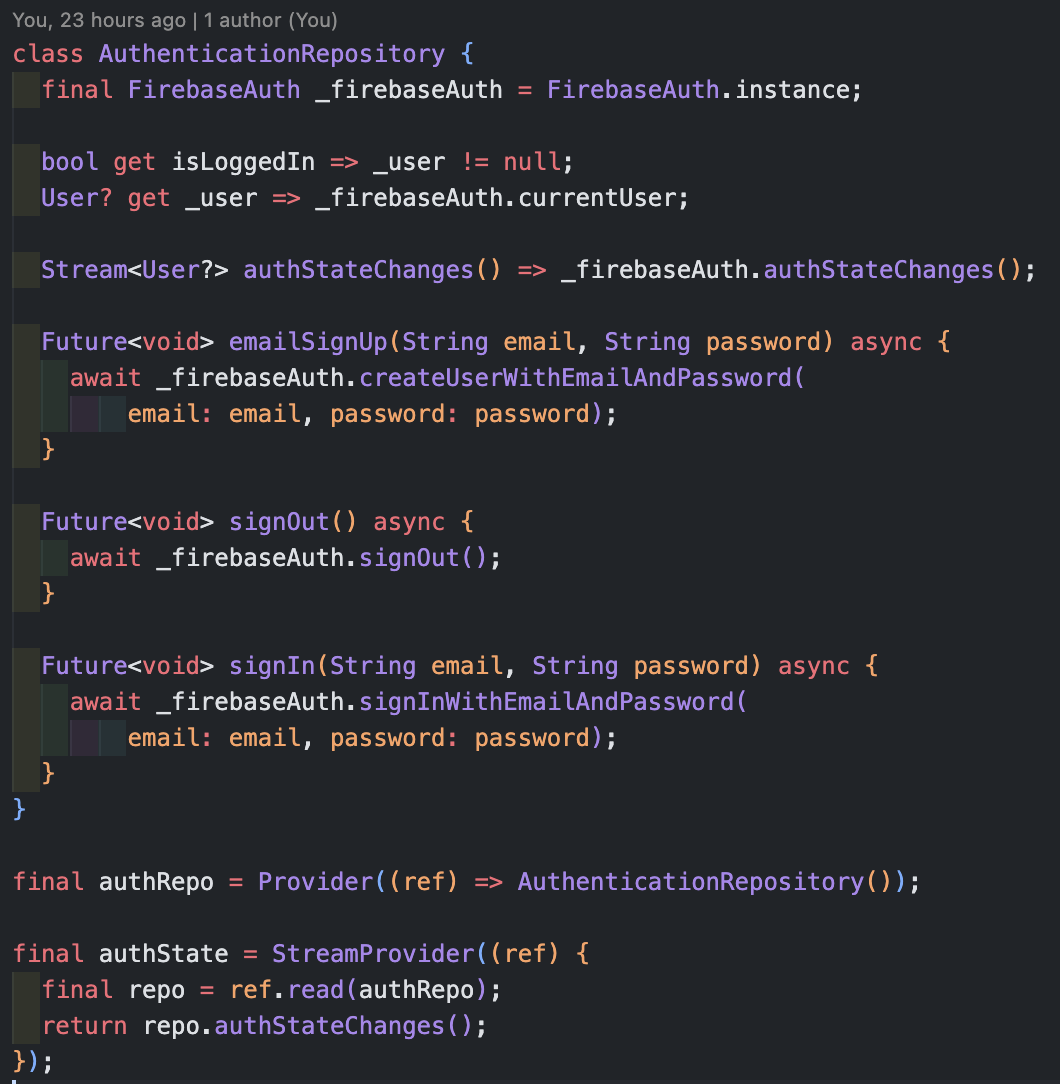 You, 23 hours ago | 1 author (You)
class AuthenticationRepository {
  final FirebaseAuth _firebaseAuth = FirebaseAuth.instance;

  bool get isLoggedIn => _user != null;
  User? get _user => _firebaseAuth.currentUser;

  Stream<User?> authStateChanges() => _firebaseAuth.authStateChanges();

  Future<void> emailSignUp(String email, String password) async {
    await _firebaseAuth.createUserWithEmailAndPassword(
        email: email, password: password);
  }

  Future<void> signOut() async {
    await _firebaseAuth.signOut();
  }

  Future<void> signIn(String email, String password) async {
    await _firebaseAuth.signInWithEmailAndPassword(
        email: email, password: password);
  }
}

final authRepo = Provider((ref) => AuthenticationRepository());

final authState = StreamProvider((ref) {
  final repo = ref.read(authRepo);
  return repo.authStateChanges();
});